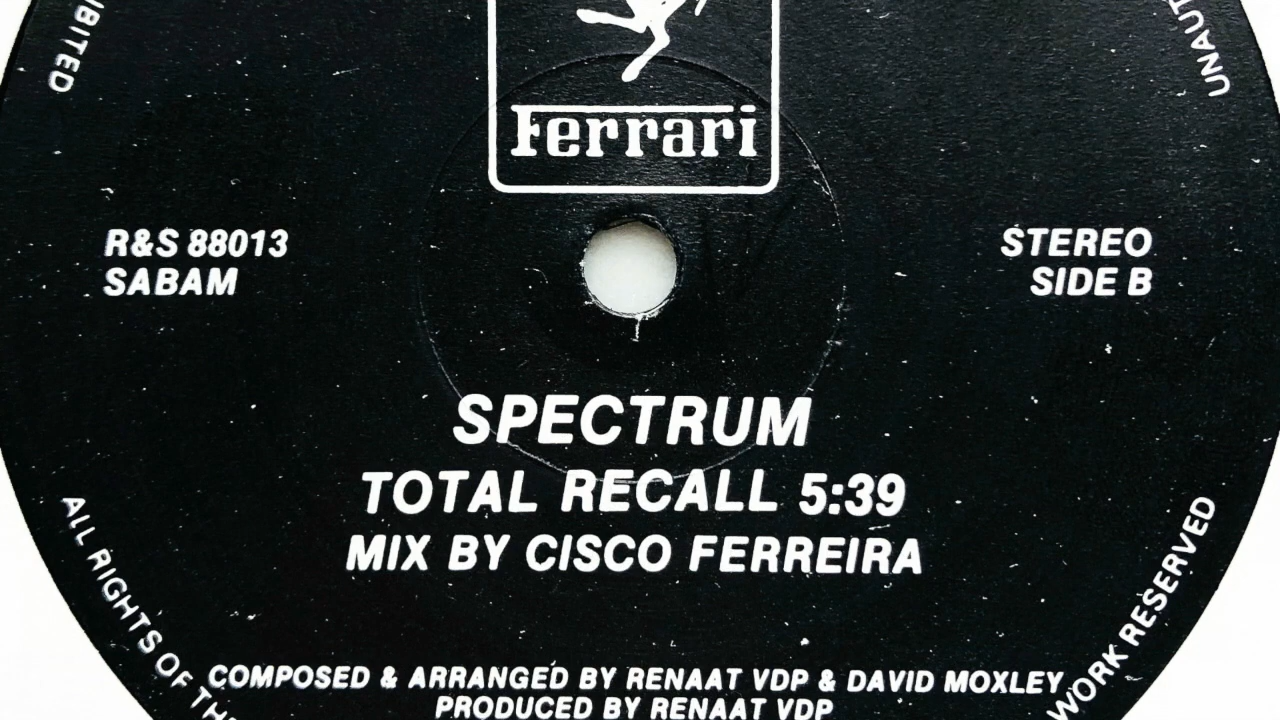 Ferrari
R&S 88013
SABAM
STEREO
SIDE B
SPECTRUM
TOTAL RECALL 5:39
MIX BY CISCO FERREIRA
COMPOSED & ARRANGED BY RENAAT VDP & DAVID MOXLEY
PRODUCED BY RENAAT VDP
ALL RIGHTS OF
WORK RESERVED